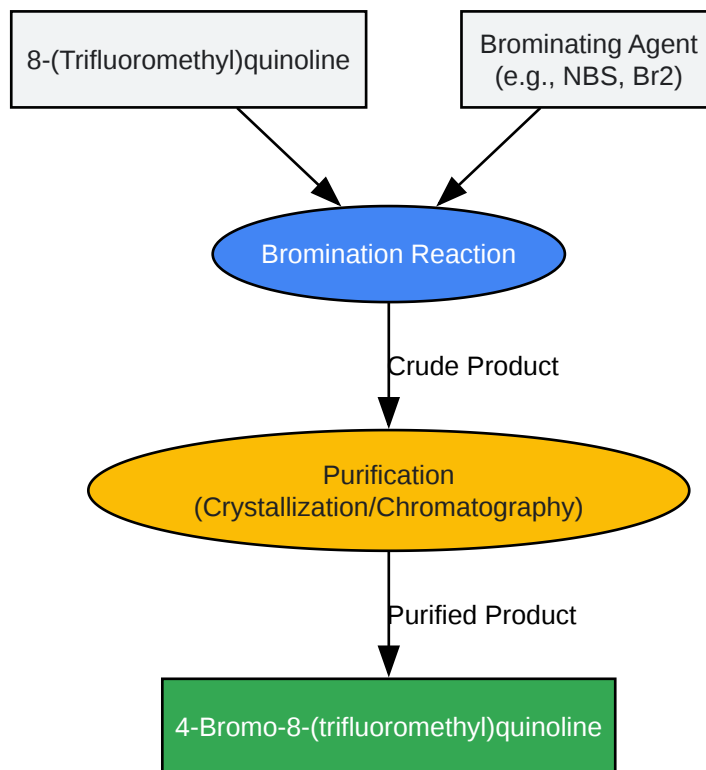 8-(Trifluoromethyl)quinoline
Brominating Agent
(e.g., NBS, Br2)
Bromination Reaction
Crude Product
Purification
(Crystallization/Chromatography)
Purified Product
4-Bromo-8-(trifluoromethyl)quinoline